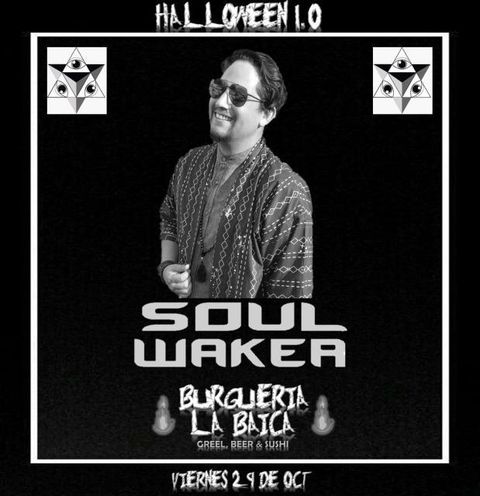 HALLOWEEN 1.0
SOUL
WAKER
BURGUERIA
LA BAICA
GREEL, BEER & SUSHI
VIERNES 29 DE OCT